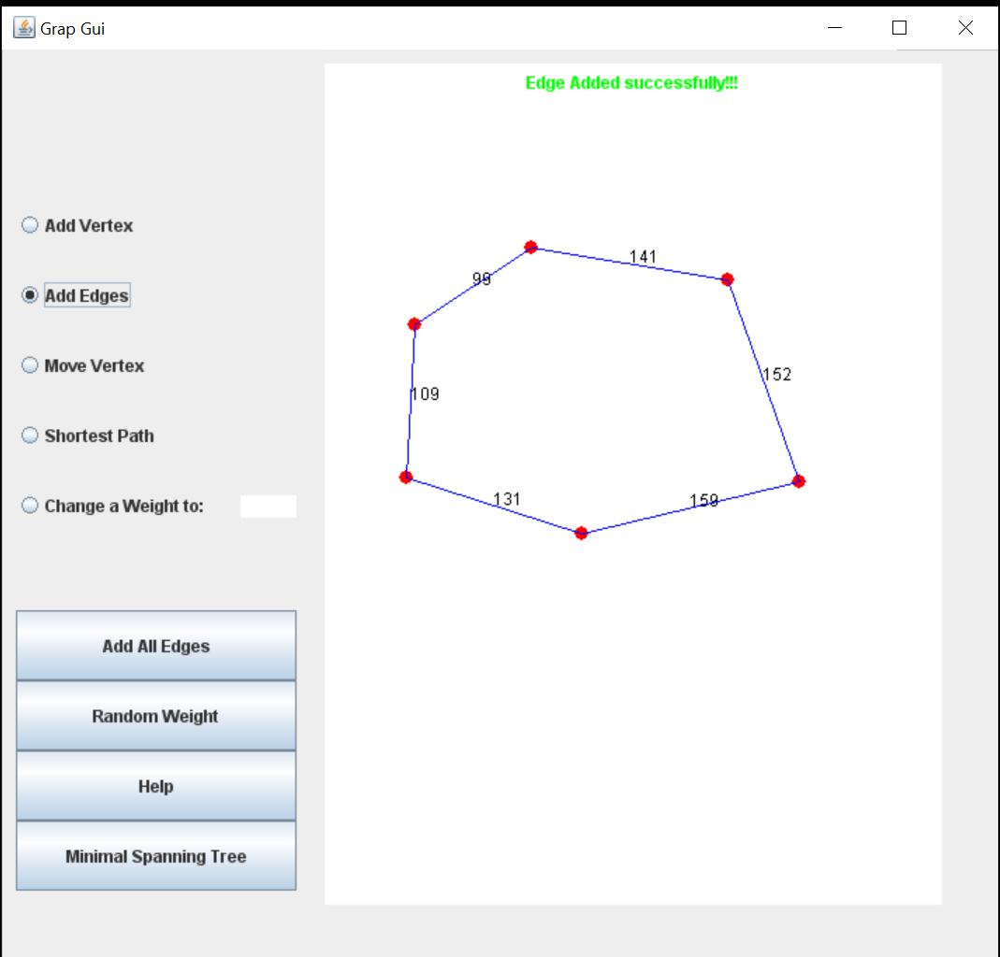 Grap Gui
Edge Added successfully!!!
Add Vertex
Add Edges
Move Vertex
Shortest Path
Change a Weight to:
Add All Edges
Random Weight
Help
Minimal Spanning Tree
141
99
152
109
131
159